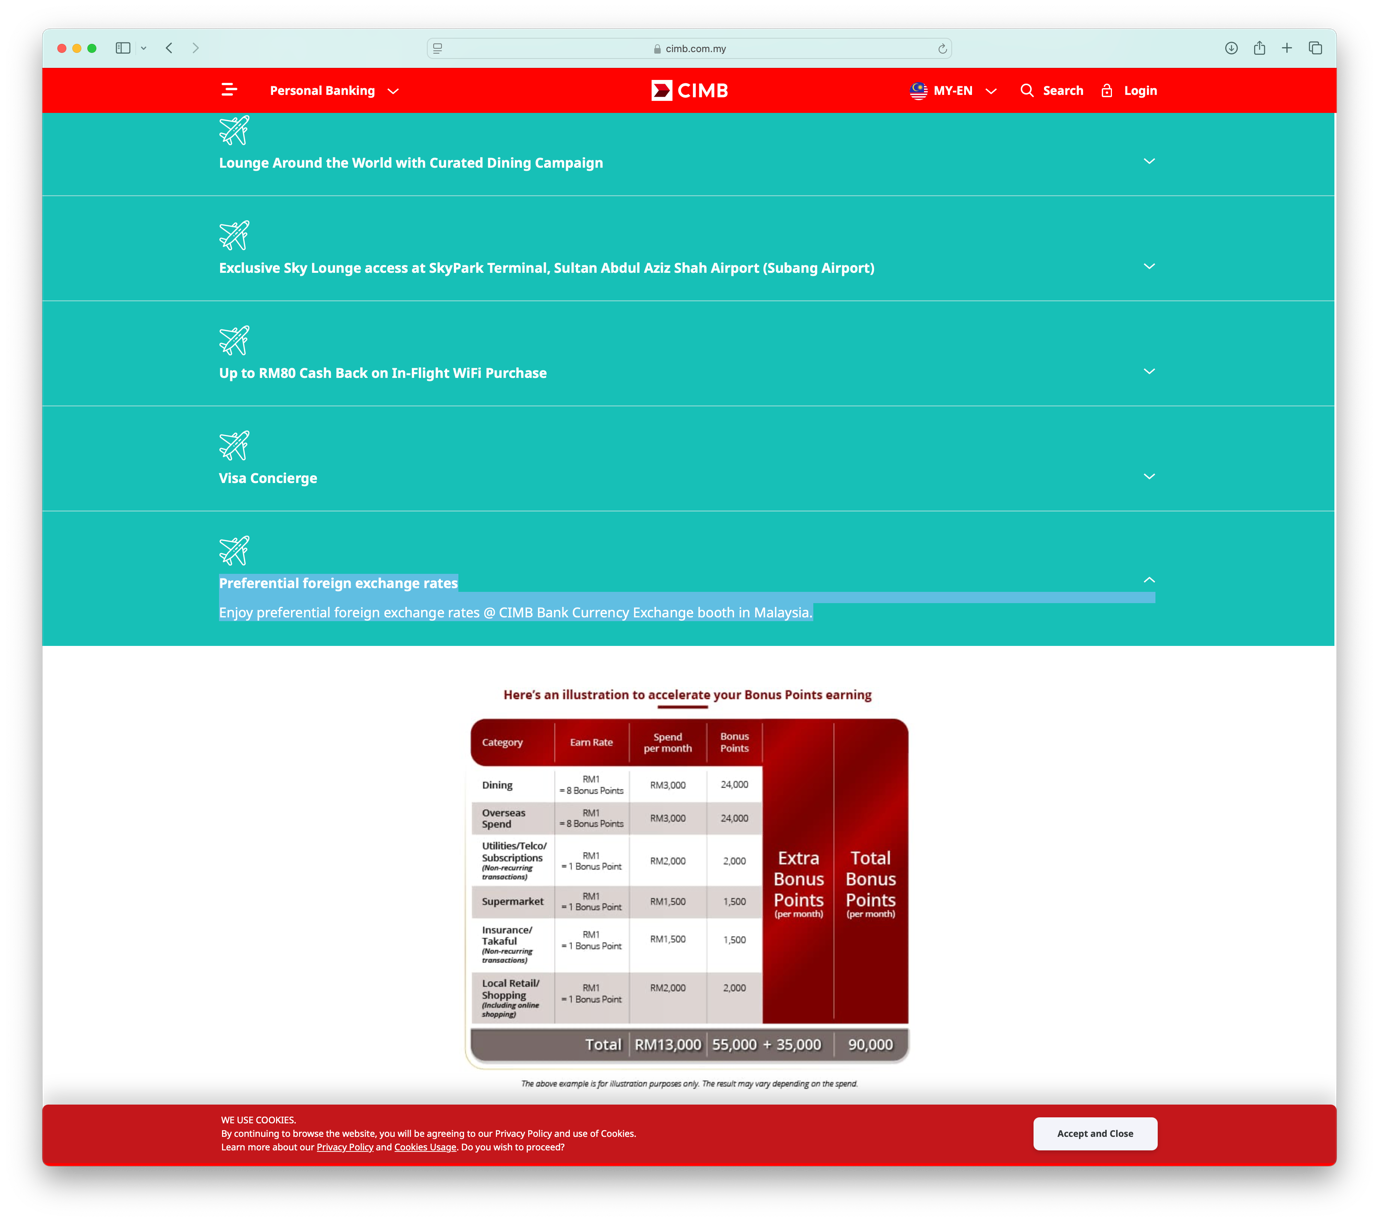 cimb.com.my
Personal Banking
CIMB
MY-EN
Search
Login
Lounge Around the World with Curated Dining Campaign
Exclusive Sky Lounge access at SkyPark Terminal, Sultan Abdul Aziz Shah Airport (Subang Airport)
Up to RM80 Cash Back on In-Flight WiFi Purchase
Visa Concierge
Preferential foreign exchange rates
Enjoy preferential foreign exchange rates @ CIMB Bank Currency Exchange booth in Malaysia.
Here's an illustration to accelerate your Bonus Points earning
Category
Earn Rate
Spend
per month
Bonus
Points
Dining
RM1
= 8 Bonus Points
RM3,000
24,000
Overseas
Spend
RM1
= 8 Bonus Points
RM3,000
24,000
Utilities/Telco/
Subscriptions
(Non-recurring
transactions)
RM1
= 1 Bonus Point
RM2,000
2,000
Supermarket
RM1
= 1 Bonus Point
RM1,500
1,500
Insurance/
Takaful
(Non-recurring
transactions)
RM1
= 1 Bonus Point
RM1,500
1,500
Local Retail/
Shopping
(Including online
shopping)
RM1
= 1 Bonus Point
RM2,000
2,000
Extra
Bonus
Points
(per month)
Total
Bonus
Points
(per month)
Total
RM13,000
55,000 + 35,000
90,000
The above example is for illustration purposes only. The result may vary depending on the spend.
WE USE COOKIES.
By continuing to browse the website, you will be agreeing to our Privacy Policy and use of Cookies.
Learn more about our Privacy Policy and Cookies Usage. Do you wish to proceed?
Accept and Close